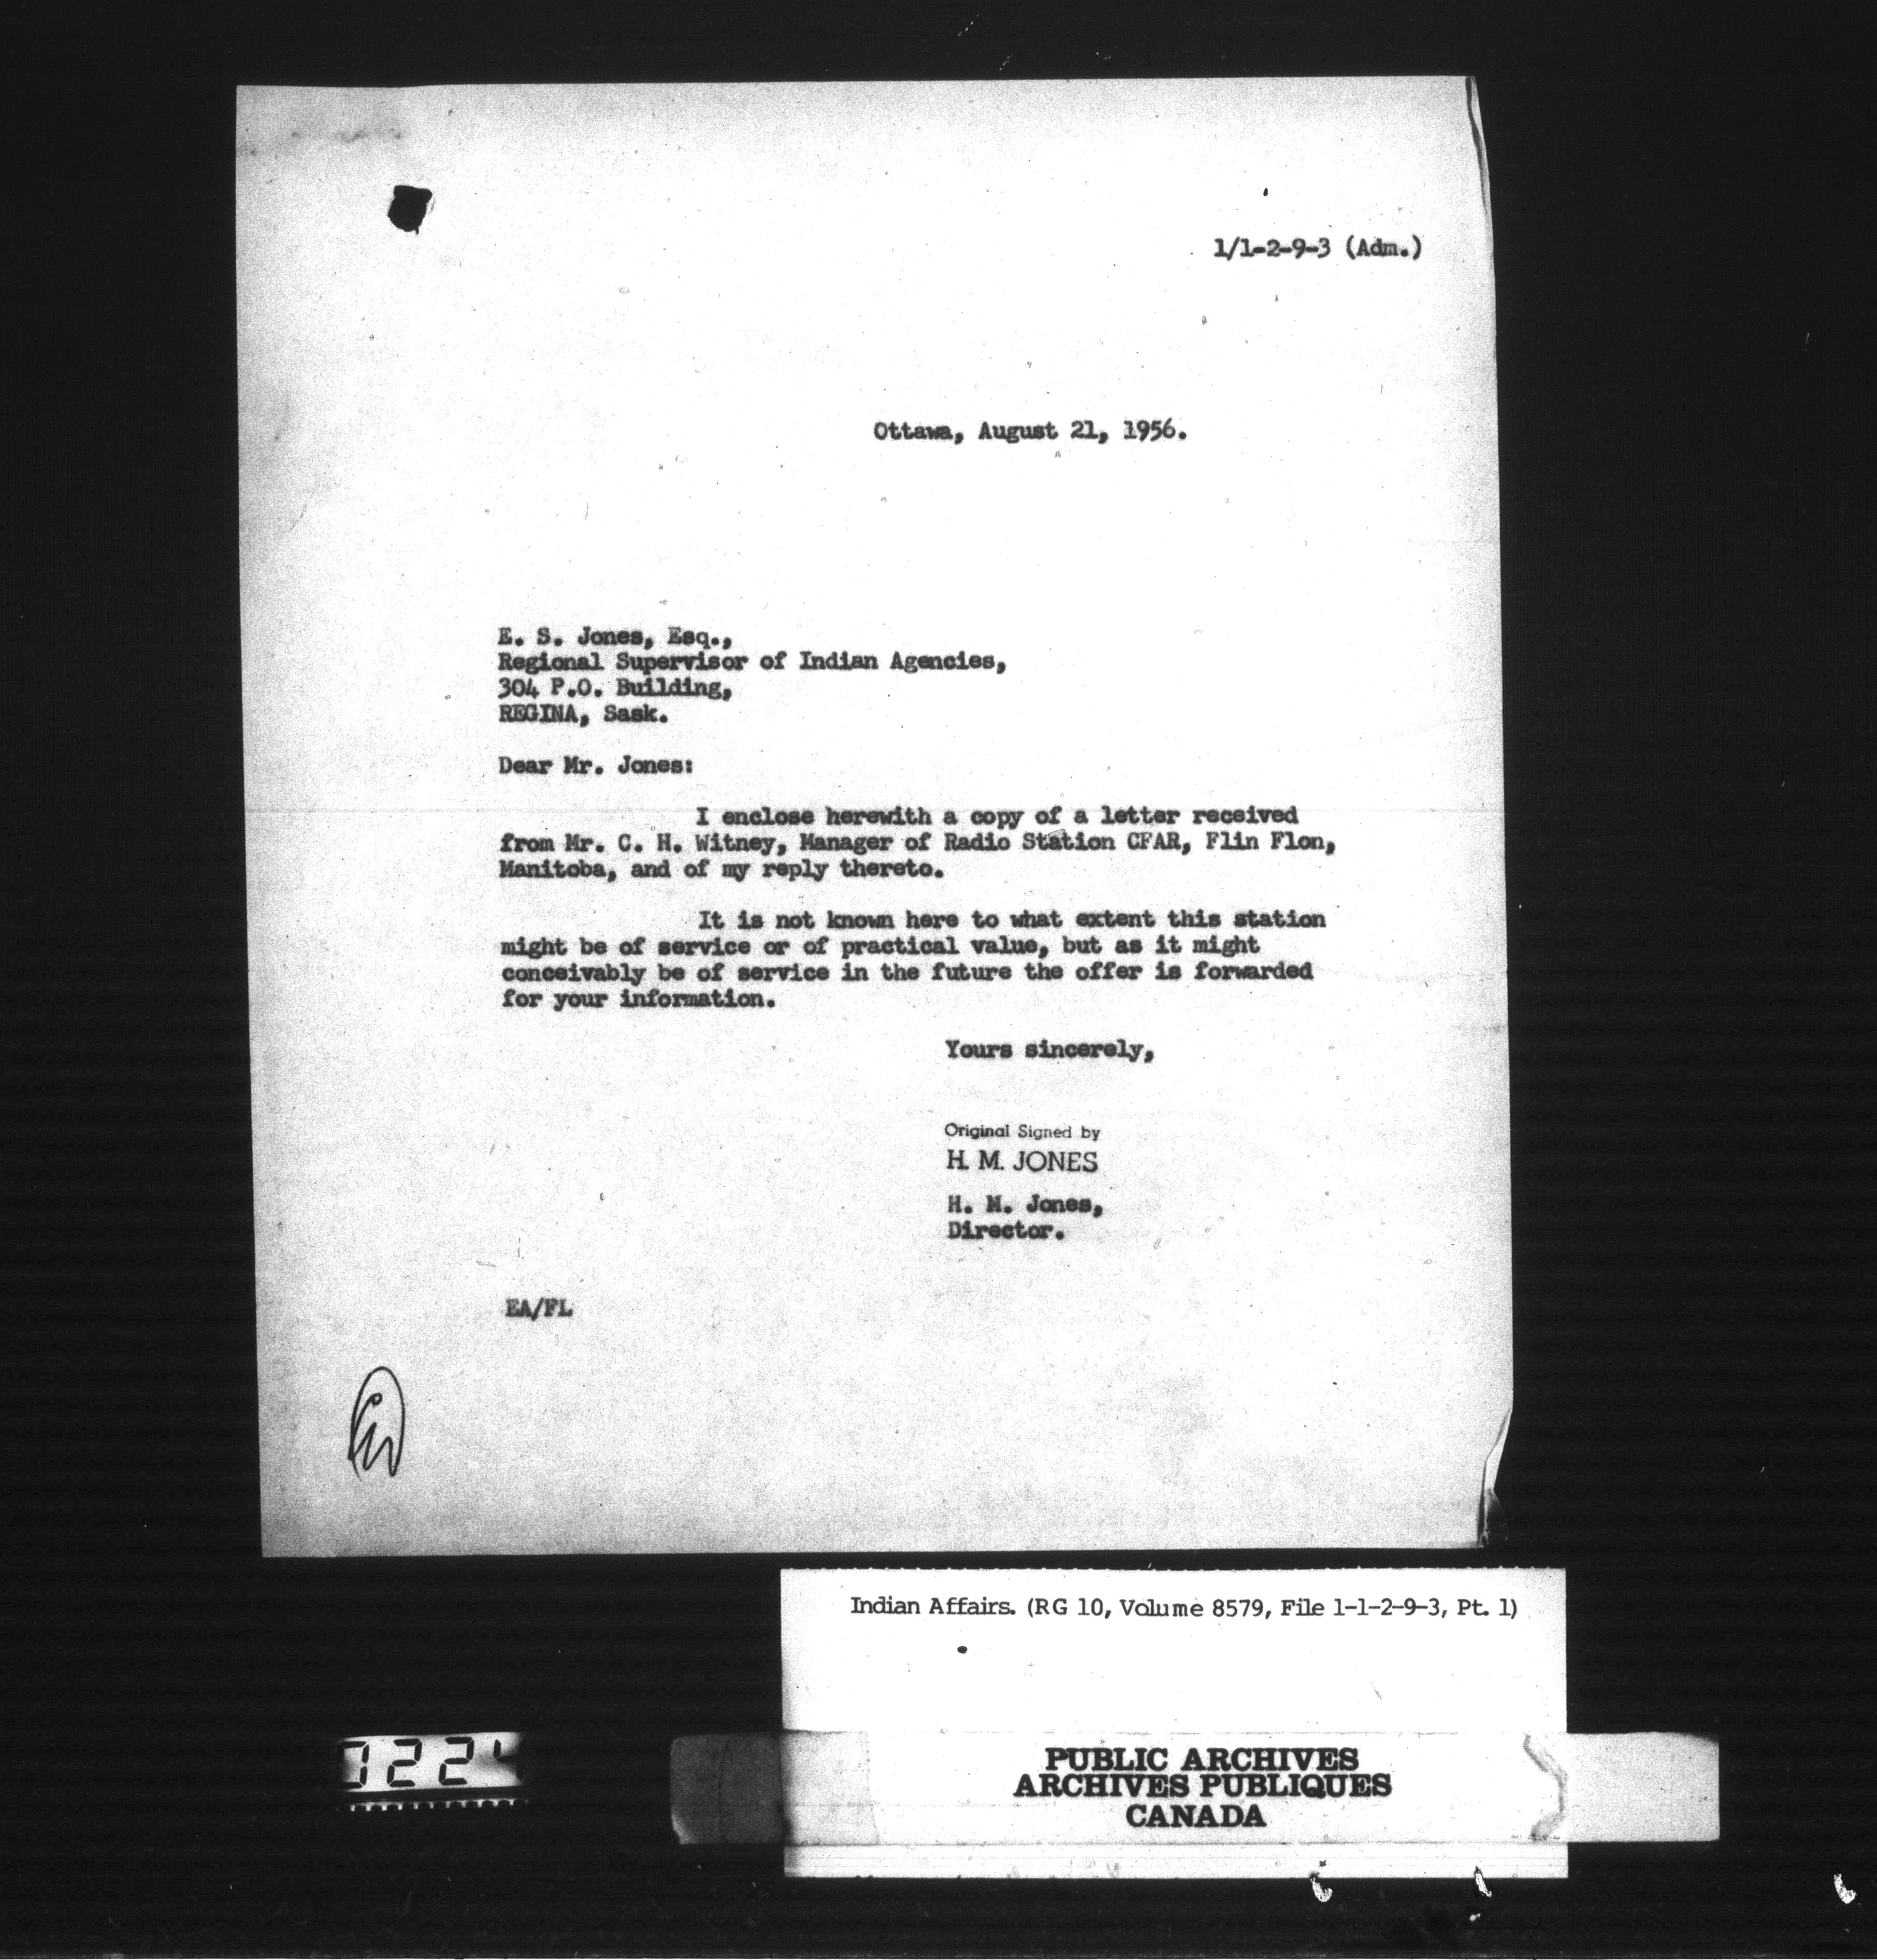 1/1-2-9-3 (Adm.)
Ottawa, August 21, 1956.
E. S. Jones, Esq.,
Regional Supervisor of Indian Agencies,
304 P.O. Building,
REGINA, Sask.
Dear Mr. Jones:
I enclose herewith a copy of a letter received
from Mr. C. H. Witney, Manager of Radio Station CFAR, Flin Flon,
Manitoba, and of my reply thereto.
It is not known here to what extent this station
might be of service or of practical value, but as it might
conceivably be of service in the future the offer is forwarded
for your information.
Yours sincerely,
Original Signed by
H. M. JONES
H. M. Jones,
Director.
EA/FL
Indian Affairs. (RG 10, Volume 8579, File 1-1-2-9-3, Pt. 1)
PUBLIC ARCHIVES
ARCHIVES PUBLIQUES
CANADA